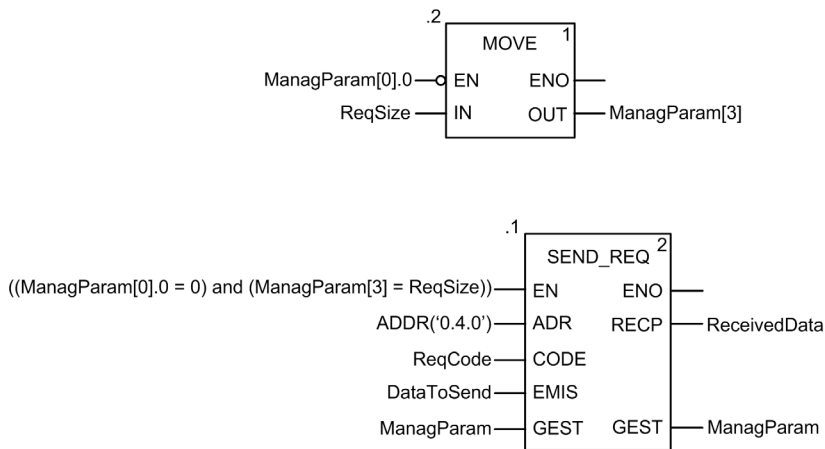 .2
MOVE 1
ManagParam[0].0 EN ENO
ReqSize IN OUT ManagParam[3]
.1
SEND_REQ 2
((ManagParam[0].0 = 0) and (ManagParam[3] = ReqSize)) EN ENO
ADDR(‘0.4.0’) ADR RECP ReceivedData
ReqCode CODE
DataToSend EMIS
ManagParam GEST GEST ManagParam